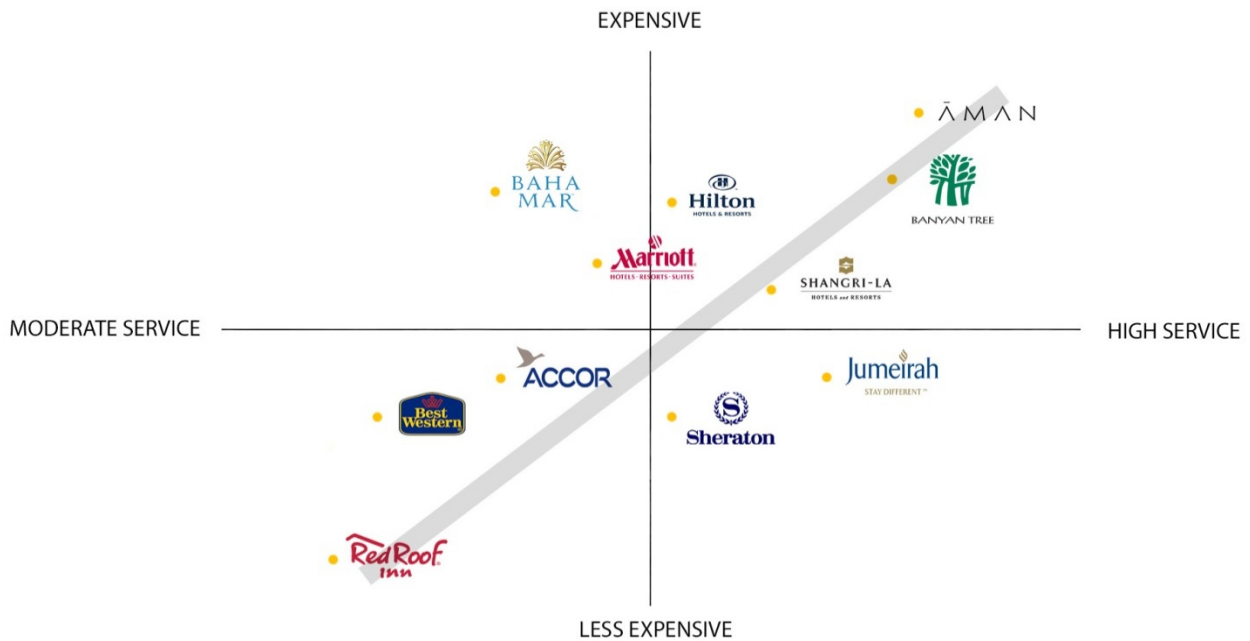 EXPENSIVE
ĀMAN
BAHA
MAR
Hilton
HOTELS & RESORTS
BANYAN TREE
Marriott
HOTELS · RESORTS · SUITES
SHANGRI-LA
HOTELS and RESORTS
MODERATE SERVICE
HIGH SERVICE
ACCOR
Jumeirah
STAY DIFFERENT™
Best
Western
S
Sheraton
Red Roof
Inn
LESS EXPENSIVE